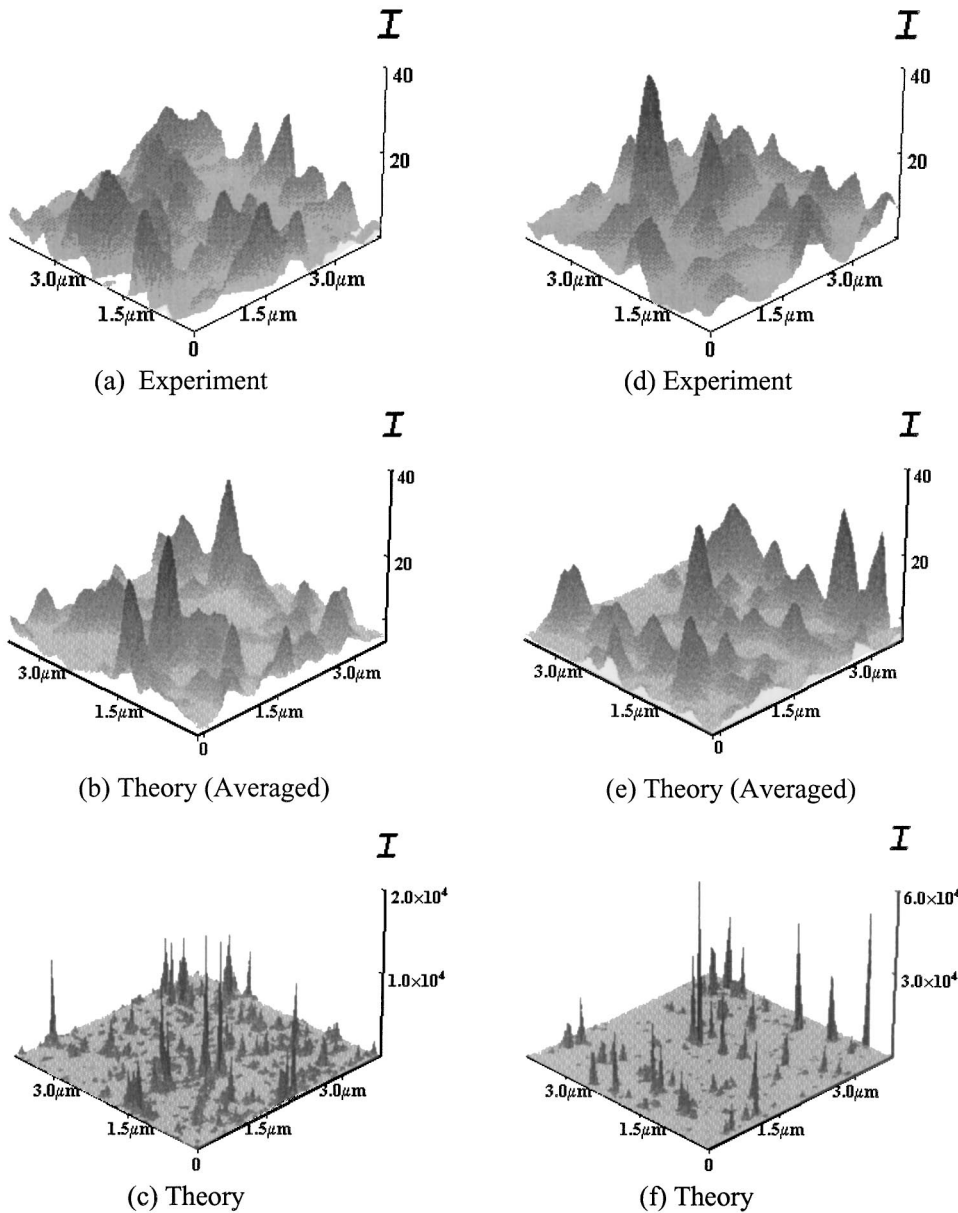 I
40
20
3.0μm
1.5μm
0
1.5μm
3.0μm
(a) Experiment
I
40
20
3.0μm
1.5μm
0
1.5μm
3.0μm
(d) Experiment
I
40
20
3.0μm
1.5μm
0
1.5μm
3.0μm
(b) Theory (Averaged)
I
40
20
3.0μm
1.5μm
0
1.5μm
3.0μm
(e) Theory (Averaged)
I
2.0×10⁴
1.0×10⁴
3.0μm
1.5μm
0
1.5μm
3.0μm
(c) Theory
I
6.0×10⁴
3.0×10⁴
3.0μm
1.5μm
0
1.5μm
3.0μm
(f) Theory